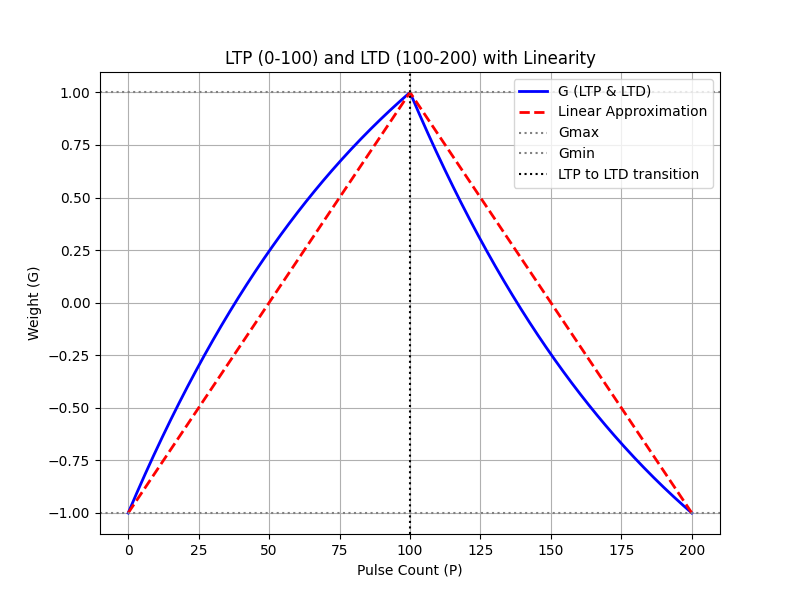 LTP (0-100) and LTD (100-200) with Linearity
G (LTP & LTD)
Linear Approximation
Gmax
Gmin
LTP to LTD transition
1.00
0.75
0.50
0.25
0.00
−0.25
−0.50
−0.75
−1.00
Weight (G)
0 25 50 75 100 125 150 175 200
Pulse Count (P)